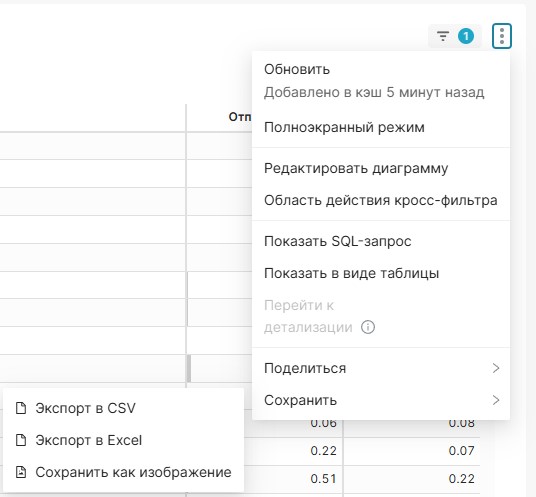 1
Обновить
Добавлено в кэш 5 минут назад
Отп
Полноэкранный режим
Редактировать диаграмму
Область действия кросс-фильтра
Показать SQL-запрос
Показать в виде таблицы
Перейти к
детализации
Поделиться
Сохранить
Экспорт в CSV
Экспорт в Excel
Сохранить как изображение
0.06 0.08
0.22 0.07
0.51 0.22